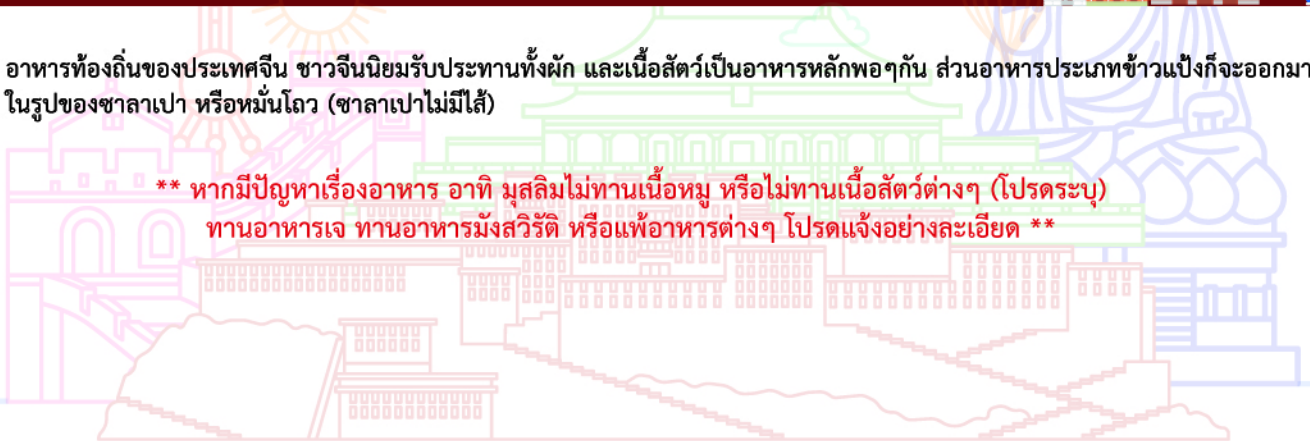 อาหารท้องถิ่นของประเทศจีน ชาวจีนนิยมรับประทานทั้งผัก และเนื้อสัตว์เป็นอาหารหลักพอๆกัน ส่วนอาหารประเภทข้าวแป้งก็จะออกมา
ในรูปของซาลาเปา หรือหมั่นโถว (ซาลาเปาไม่มีไส้)
** หากมีปัญหาเรื่องอาหาร อาทิ มุสลิมไม่ทานเนื้อหมู หรือไม่ทานเนื้อสัตว์ต่างๆ (โปรดระบุ)
ทานอาหารเจ ทานอาหารมังสวิรัติ หรือแพ้อาหารต่างๆ โปรดแจ้งอย่างละเอียด **